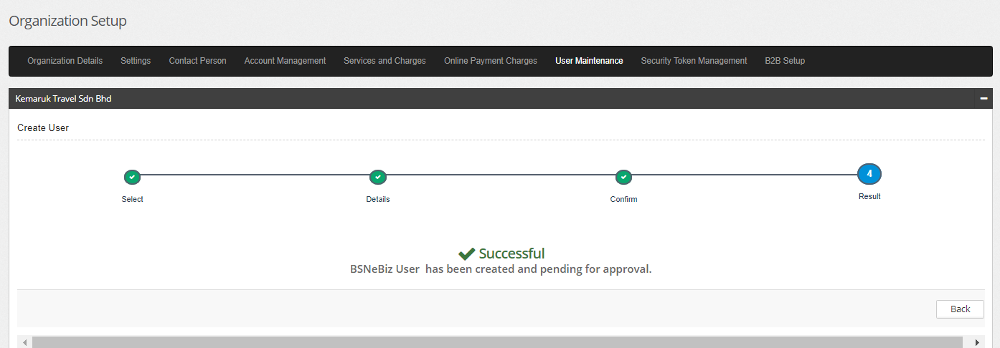 Organization Setup
Organization Details Settings Contact Person Account Management Services and Charges Online Payment Charges User Maintenance Security Token Management B2B Setup
Kemaruk Travel Sdn Bhd
Create User
4
Select Details Confirm Result
Successful
BSNeBiz User has been created and pending for approval.
Back